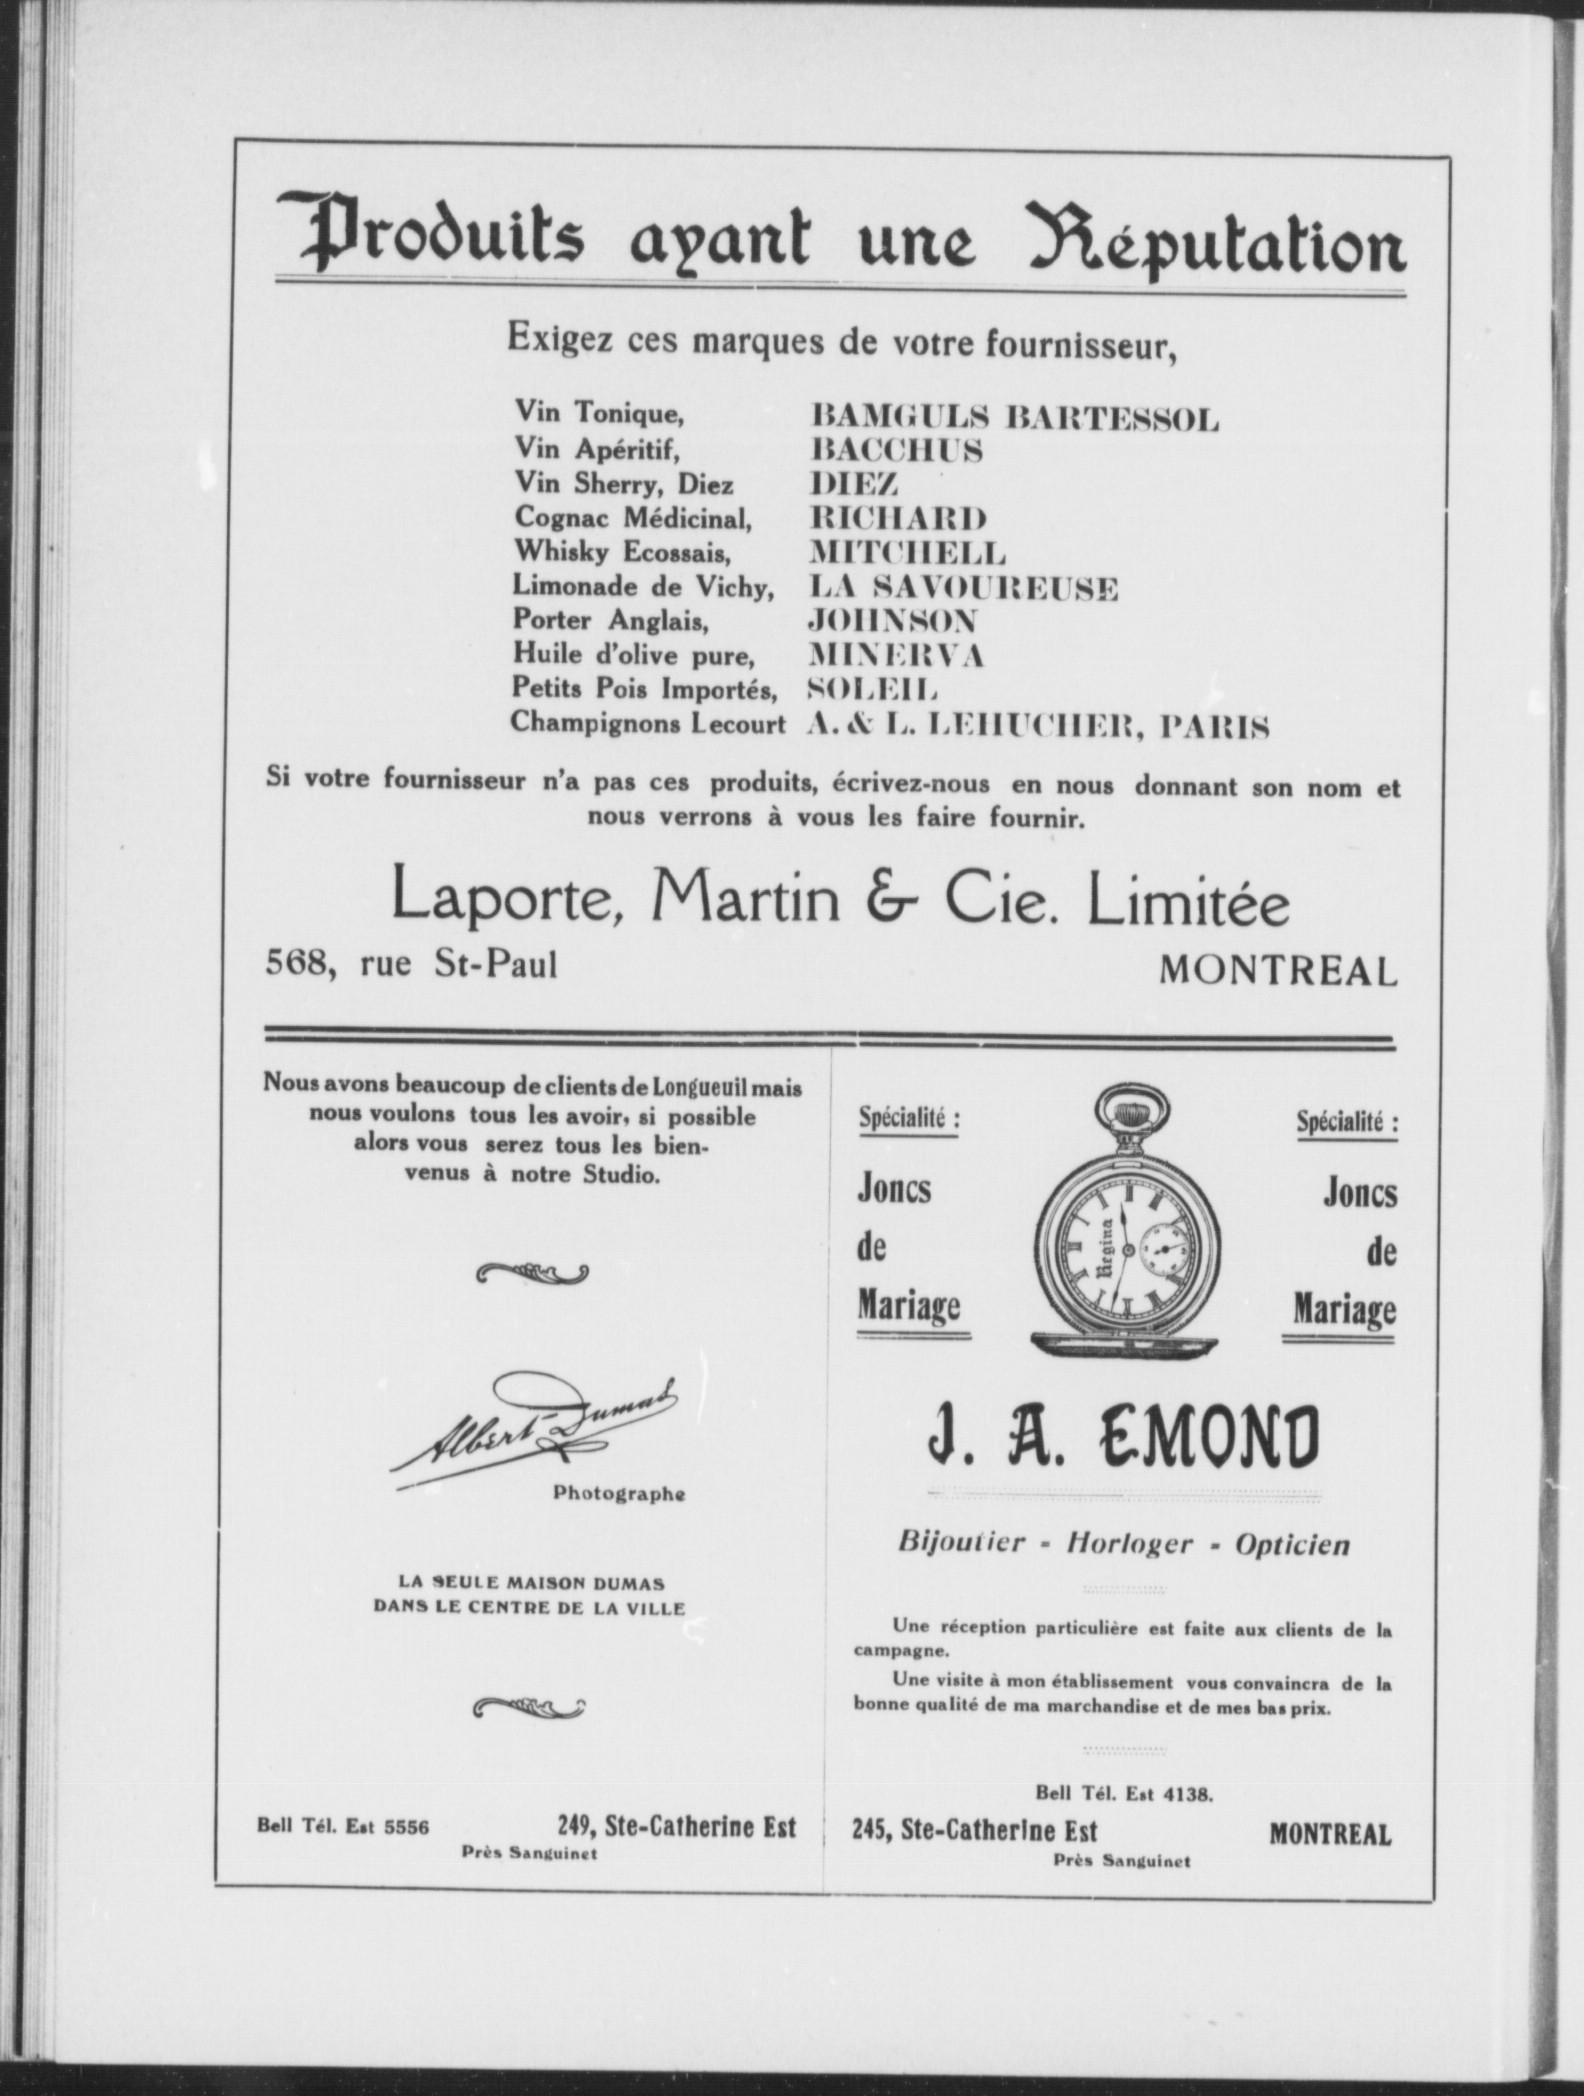 Produits ayant une Réputation
Exigez ces marques de votre fournisseur,
Vin Tonique, BAMGULS BARTESSOL
Vin Apéritif, BACCHUS
Vin Sherry, Diez DIEZ
Cognac Médicinal, RICHARD
Whisky Ecossais, MITCHELL
Limonade de Vichy, LA SAVOUREUSE
Porter Anglais, JOHNSON
Huile d'olive pure, MINERVA
Petits Pois Importés, SOLEIL
Champignons Lecourt A. & L. LEHUCHER, PARIS
Si votre fournisseur n'a pas ces produits, écrivez-nous en nous donnant son nom et
nous verrons à vous les faire fournir.
Laporte, Martin & Cie. Limitée
568, rue St-Paul MONTREAL
Nous avons beaucoup de clients de Longueuil mais
nous voulons tous les avoir, si possible
alors vous serez tous les bien-
venus à notre Studio.
Albert Dumas
Photographe
LA SEULE MAISON DUMAS
DANS LE CENTRE DE LA VILLE
Bell Tél. Est 5556 249, Ste-Catherine Est
Près Sanguinet
Spécialité :
Joncs
de
Mariage
Regina
Spécialité :
Joncs
de
Mariage
J. A. EMOND
Bijoutier - Horloger - Opticien
Une réception particulière est faite aux clients de la
campagne.
Une visite à mon établissement vous convaincra de la
bonne qualité de ma marchandise et de mes bas prix.
Bell Tél. Est 4138.
245, Ste-Catherine Est MONTREAL
Près Sanguinet